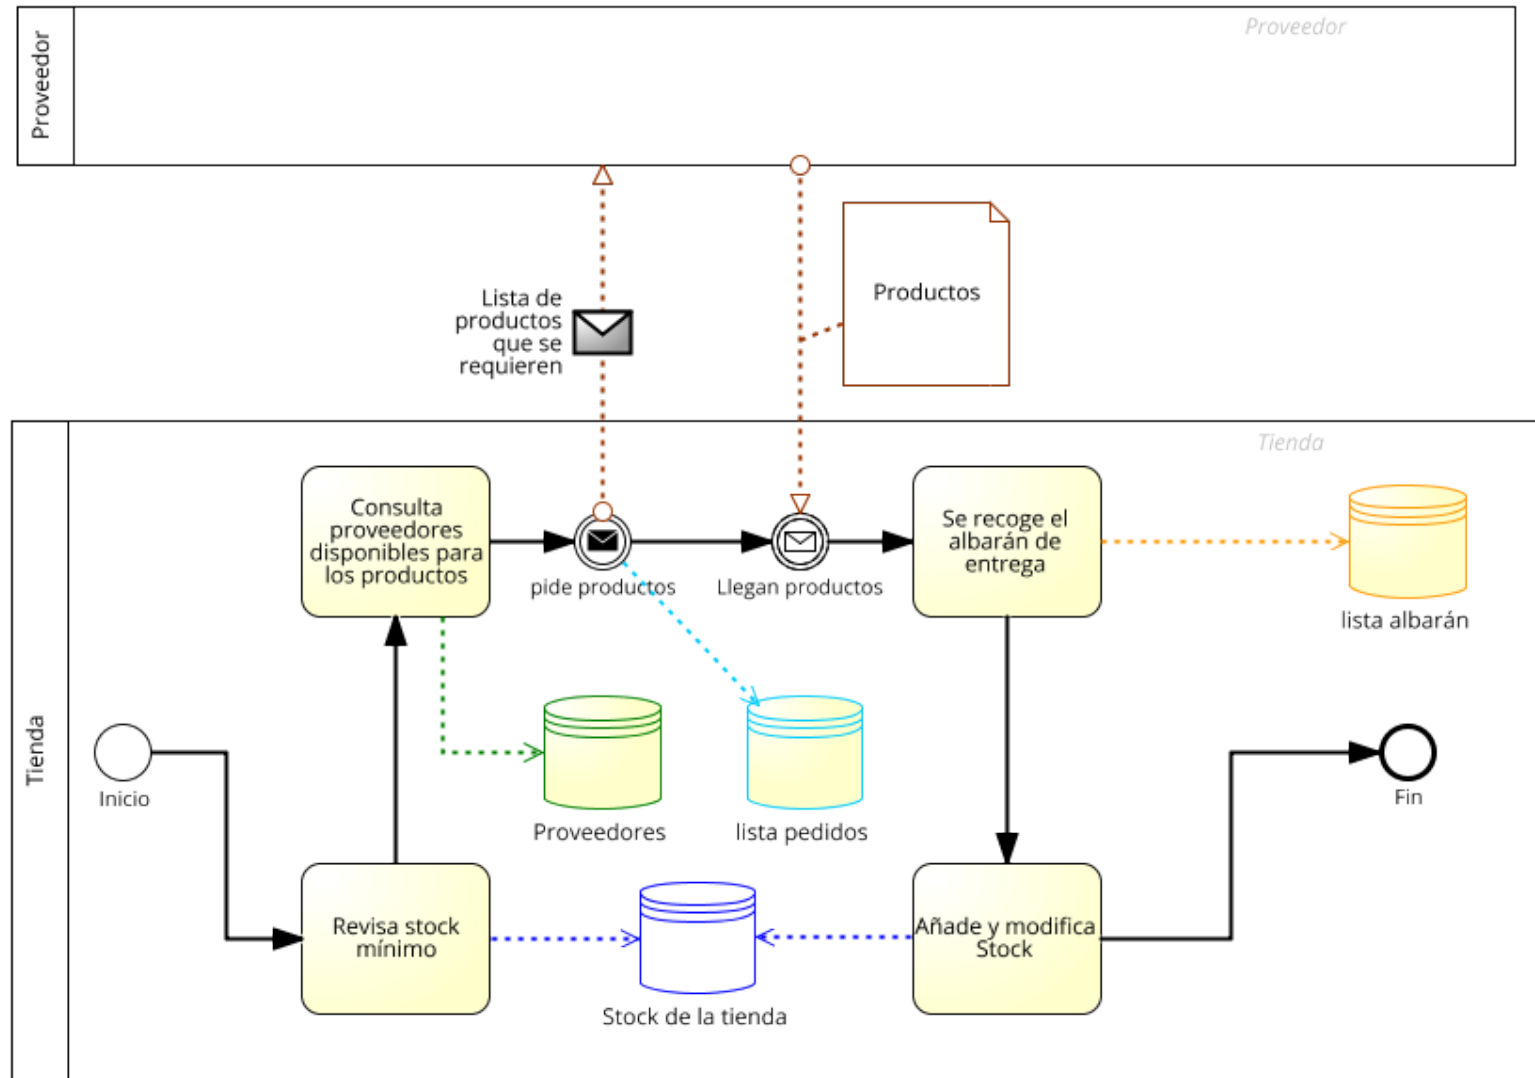 Proveedor
Proveedor
Lista de
productos
que se
requieren
Productos
Tienda
Tienda
Consulta
proveedores
disponibles para
los productos
pide productos
Llegan productos
Se recoge el
albarán de
entrega
lista albarán
Inicio
Proveedores
lista pedidos
Fin
Revisa stock
mínimo
Stock de la tienda
Añade y modifica
Stock